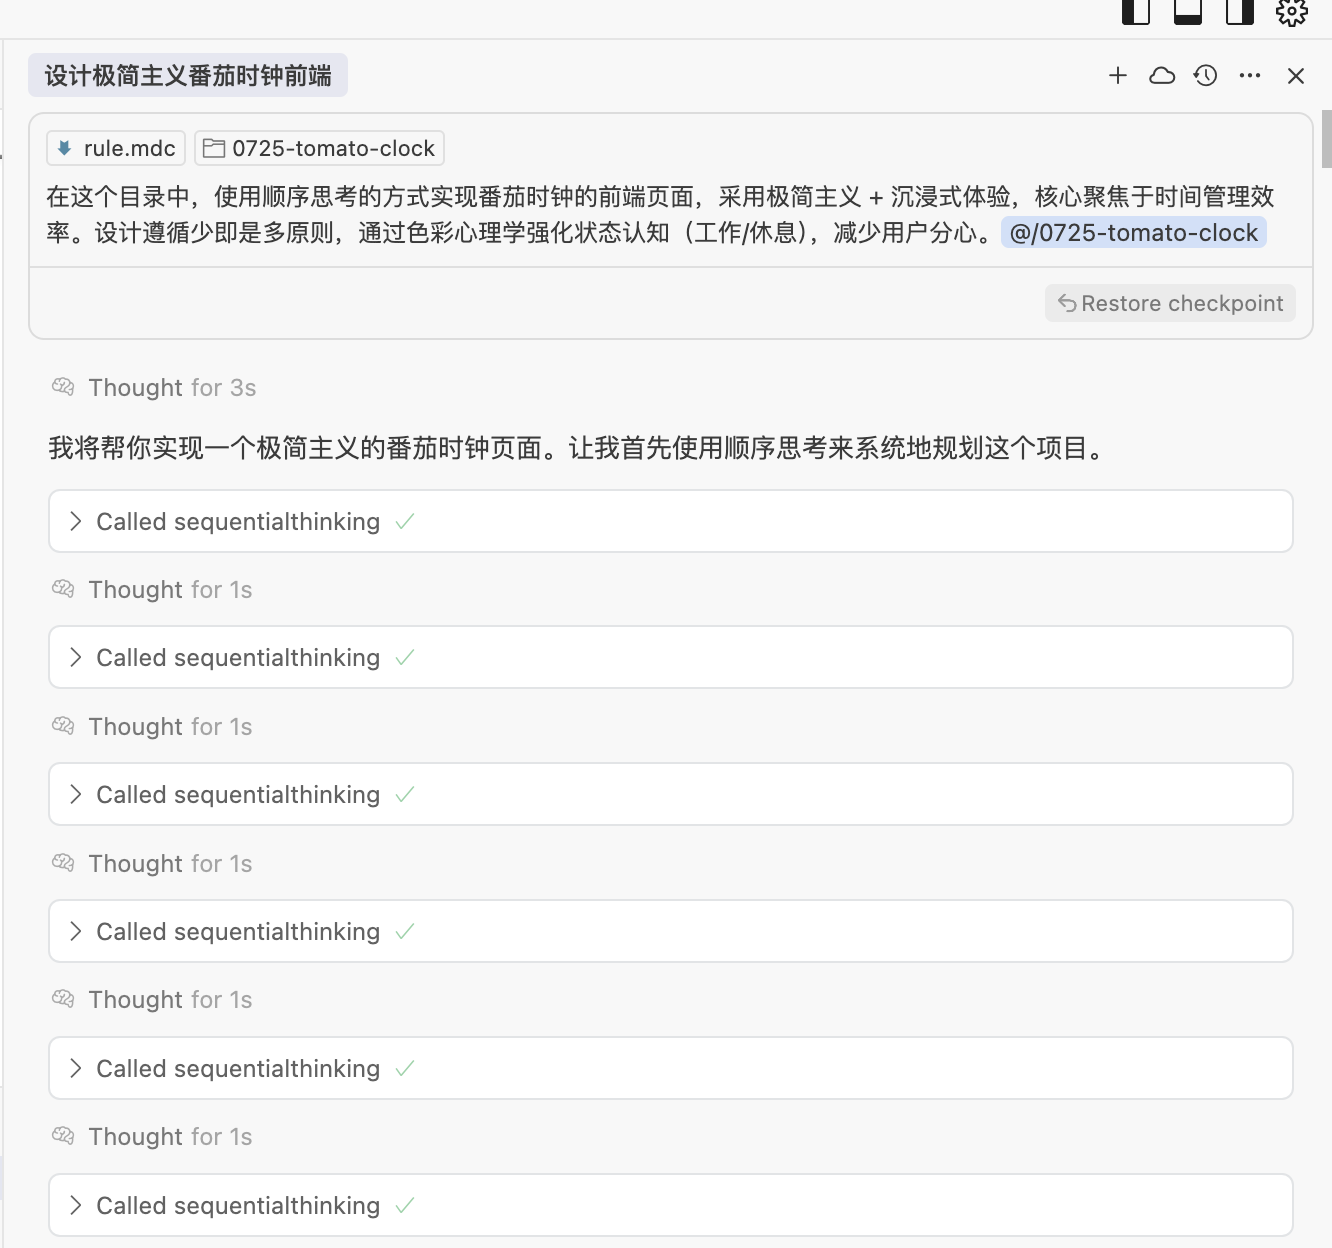 设计极简主义番茄时钟前端
rule.mdc
0725-tomato-clock
在这个目录中，使用顺序思考的方式实现番茄时钟的前端页面，采用极简主义 + 沉浸式体验，核心聚焦于时间管理效
率。设计遵循少即是多原则，通过色彩心理学强化状态认知（工作/休息），减少用户分心。 @/0725-tomato-clock
Restore checkpoint
Thought for 3s
我将帮你实现一个极简主义的番茄时钟页面。让我首先使用顺序思考来系统地规划这个项目。
Called sequentialthinking
Thought for 1s
Called sequentialthinking
Thought for 1s
Called sequentialthinking
Thought for 1s
Called sequentialthinking
Thought for 1s
Called sequentialthinking
Thought for 1s
Called sequentialthinking